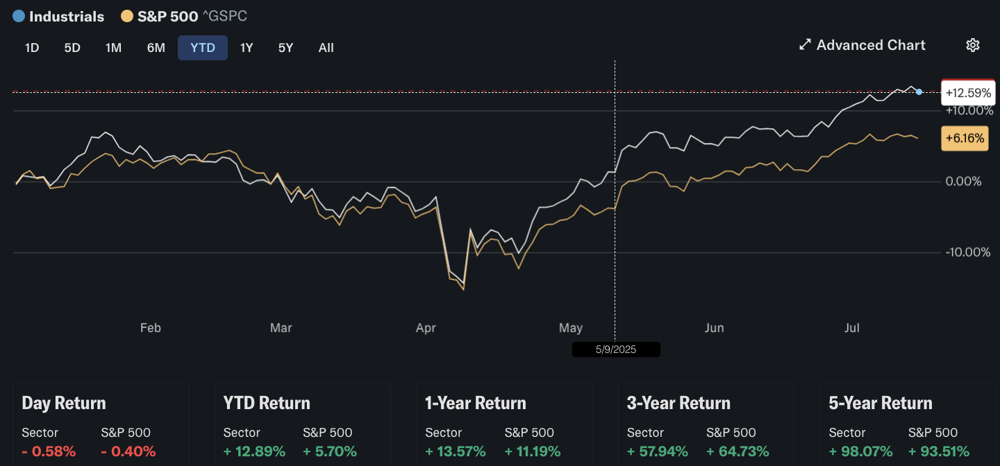 Industrials S&P 500 ^GSPC
1D 5D 1M 6M YTD 1Y 5Y All Advanced Chart
+12.59%
+10.00%
+6.16%
0.00%
-10.00%
Feb Mar Apr May Jun Jul
5/9/2025
Day Return YTD Return 1-Year Return 3-Year Return 5-Year Return
Sector S&P 500 Sector S&P 500 Sector S&P 500 Sector S&P 500 Sector S&P 500
- 0.58% - 0.40% + 12.89% + 5.70% + 13.57% + 11.19% + 57.94% + 64.73% + 98.07% + 93.51%